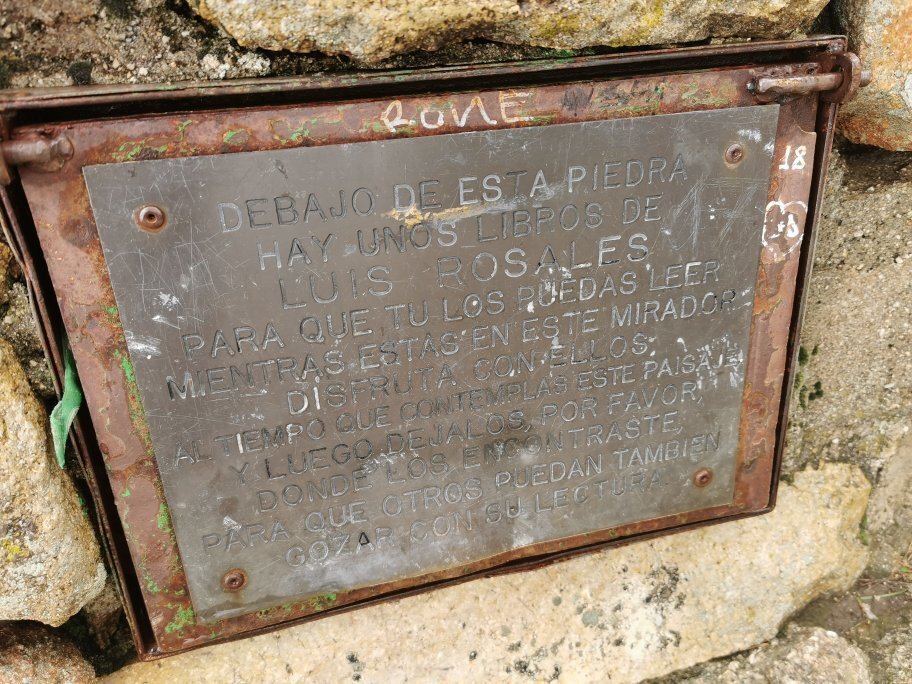 RONE
DEBAJO DE ESTA PIEDRA
HAY UNOS LIBROS DE
LUIS ROSALES
PARA QUE TU LOS PUEDAS LEER
MIENTRAS ESTÁS EN ESTE MIRADOR.
DISFRUTA CON ELLOS
AL TIEMPO QUE CONTEMPLAS ESTE PAISAJE
Y LUEGO DEJALOS, POR FAVOR,
DONDE LOS ENCONTRASTE,
PARA QUE OTROS PUEDAN TAMBIEN
GOZAR CON SU LECTURA.
18